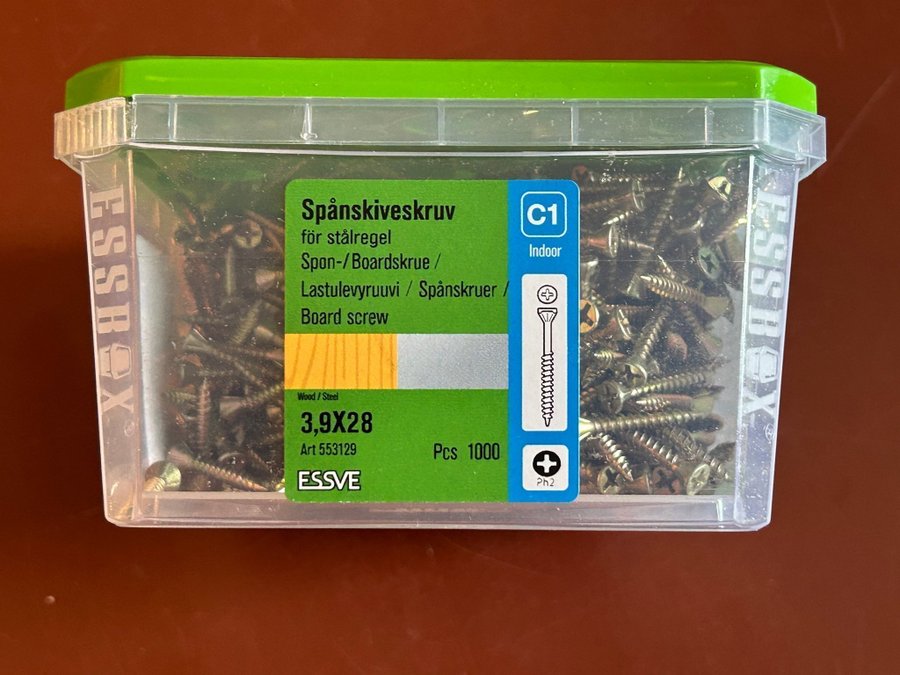 Spånskiveskruv
för stålregel
Spon-/Boardskrue /
Lastulevyruuvi / Spånskruer /
Board screw
Wood / Steel
3,9X28
Art 553129
Pcs 1000
ESSVE
C1
Indoor
Ph2
ESSBOX
ESSBOX